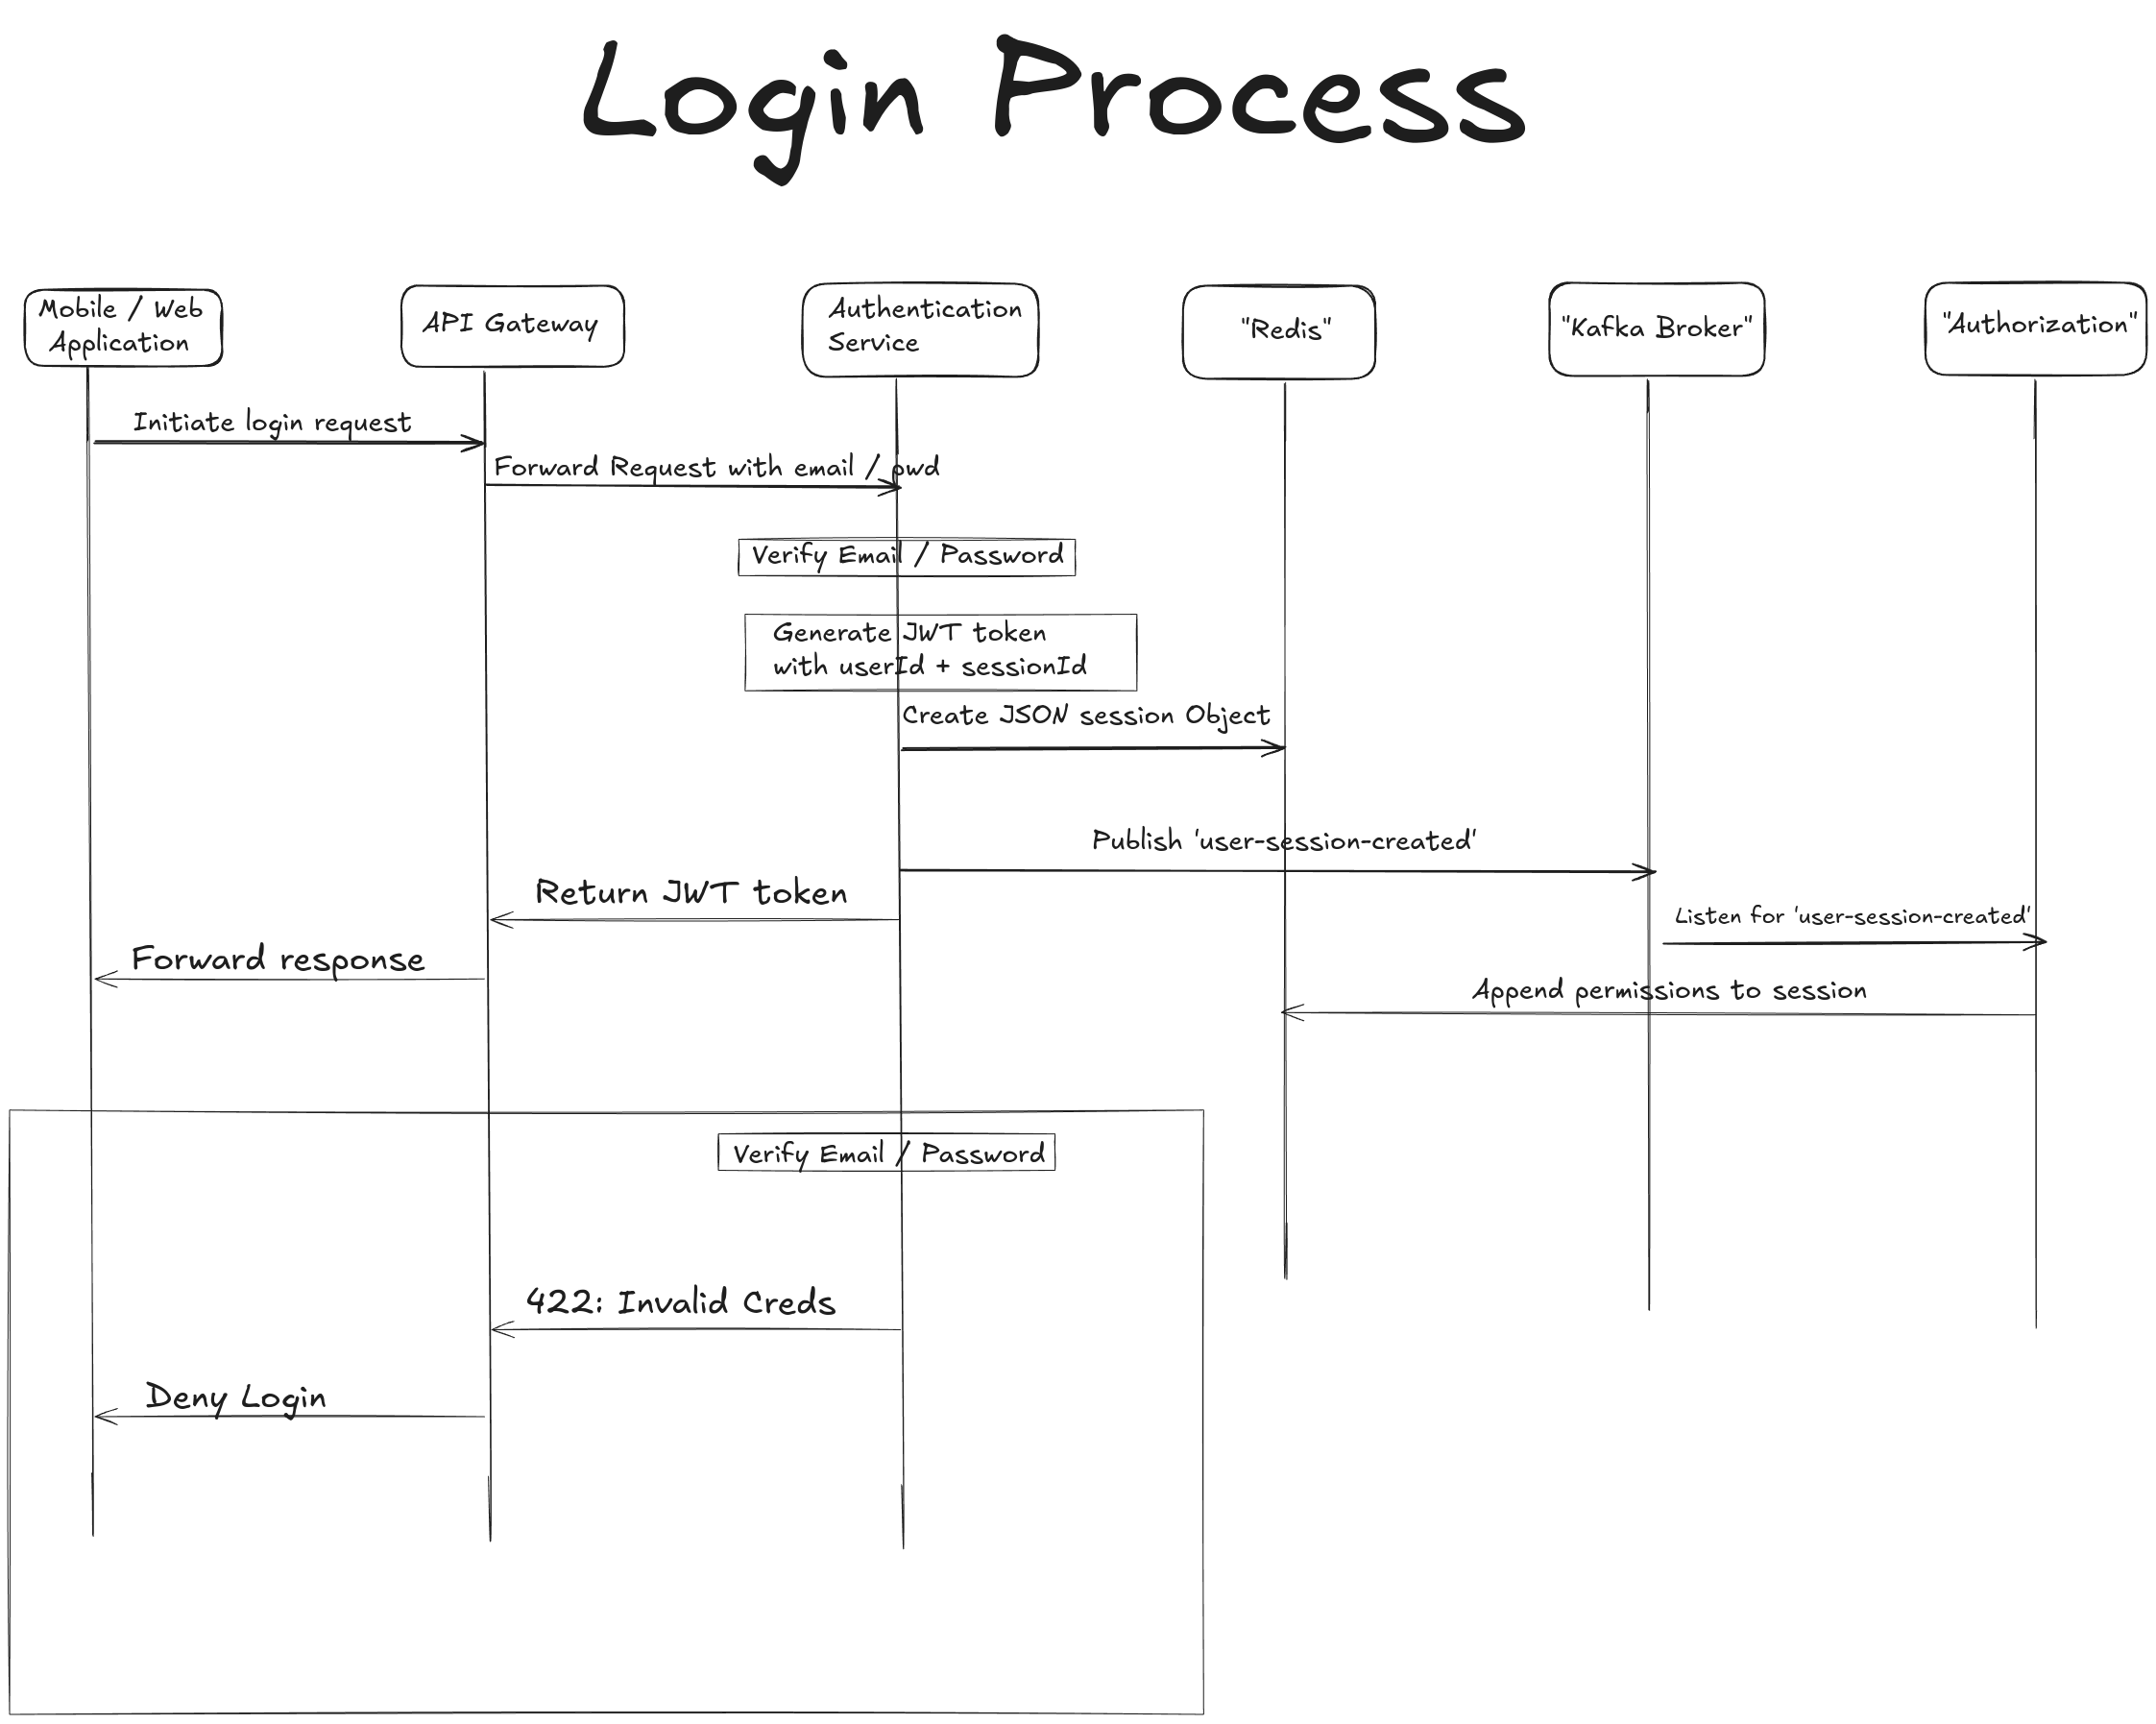 Login Process
Mobile / Web
Application
API Gateway
Authentication
Service
"Redis"
"Kafka Broker"
"Authorization"
Initiate login request
Forward Request with email / pwd
Verify Email / Password
Generate JWT token
with userId + sessionId
Create JSON session Object
Publish 'user-session-created'
Return JWT token
Listen for 'user-session-created'
Forward response
Append permissions to session
Verify Email / Password
422: Invalid Creds
Deny Login